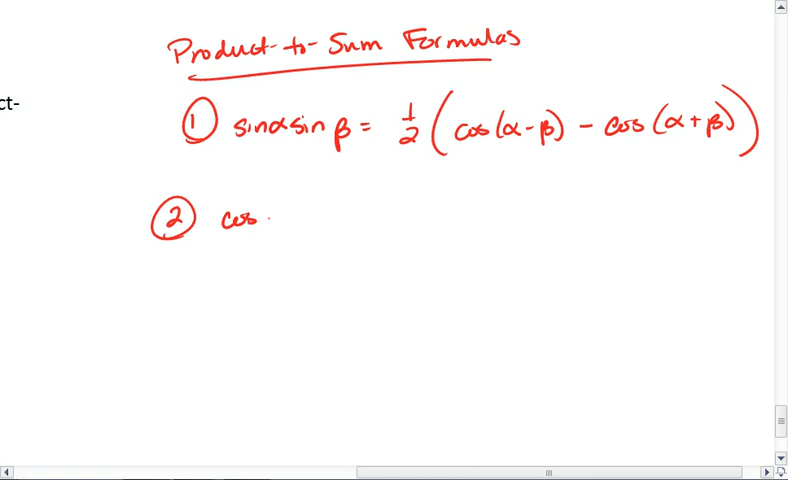 Product-to-Sum Formulas
ct-
① sinα sin β = 1/2 (cos(α-β) - cos(α+β))
② cos